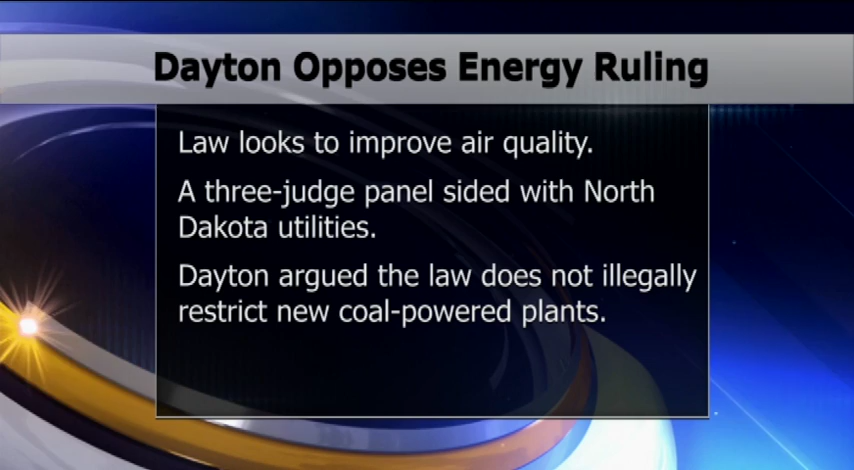 Dayton Opposes Energy Ruling
Law looks to improve air quality.
A three-judge panel sided with North
Dakota utilities.
Dayton argued the law does not illegally
restrict new coal-powered plants.